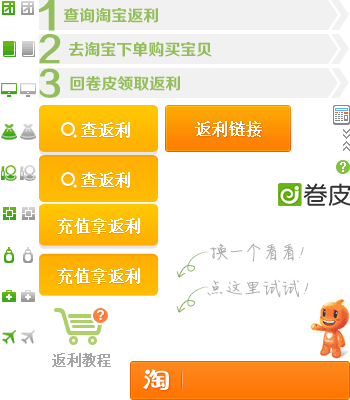 1 查询淘宝返利
2 去淘宝下单购买宝贝
3 回卷皮领取返利
查返利
返利链接
查返利
卷皮
充值拿返利
换一个看看!
充值拿返利
点这里试试!
返利教程
淘